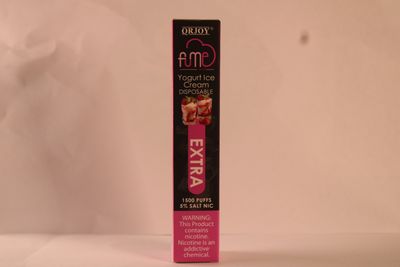 QRJOY
fume
Yogurt Ice
Cream
DISPOSABLE
EXTRA
1500 PUFFS
5% SALT NIC
WARNING:
This Product
contains
nicotine.
Nicotine is an
addictive
chemical.